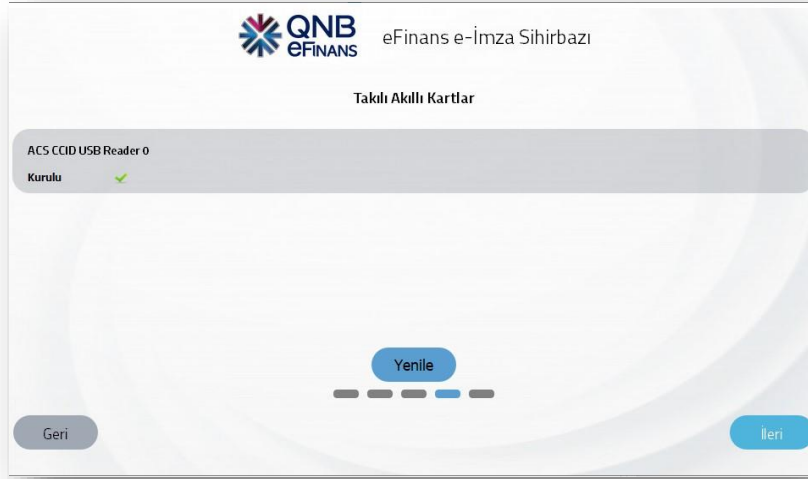 QNB
eFinans
eFinans e-İmza Sihirbazı
Takılı Akıllı Kartlar
ACS CCID USB Reader 0
Kurulu
Yenile
Geri
İleri